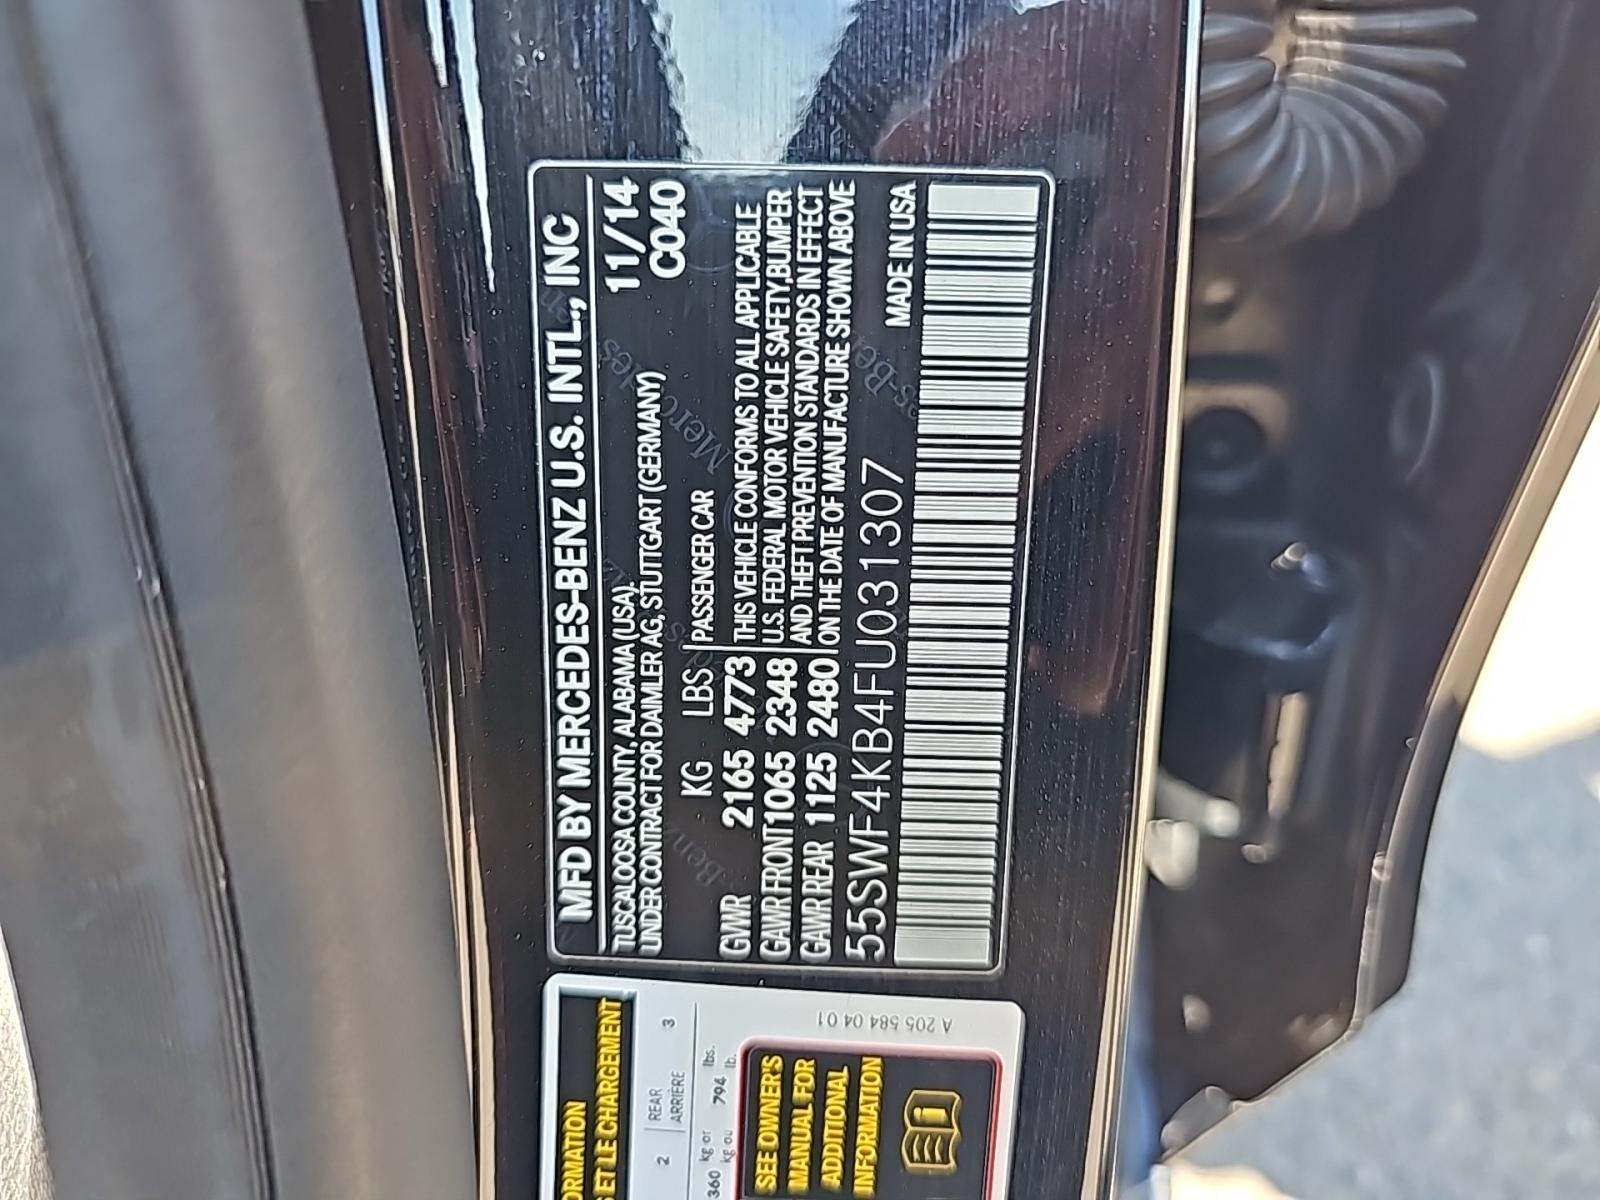 MFD BY MERCEDES-BENZ U.S. INTL., INC
TUSCALOOSA COUNTY, ALABAMA (USA). 11/14
UNDER CONTRACT FOR DAIMLER AG, STUTTGART (GERMANY) C040
KG LBS PASSENGER CAR
GVWR 2165 4773 THIS VEHICLE CONFORMS TO ALL APPLICABLE
GAWR FRONT 1065 2348 U.S. FEDERAL MOTOR VEHICLE SAFETY, BUMPER
AND THEFT PREVENTION STANDARDS IN EFFECT
GAWR REAR 1125 2480 ON THE DATE OF MANUFACTURE SHOWN ABOVE
55SWF4KB4FU031307 MADE IN USA
ORMATION
S ET LE CHARGEMENT
2 REAR 3
ARRIÈRE
360 kg or 794 lbs.
kg ou lb.
SEE OWNER'S
MANUAL FOR
ADDITIONAL
INFORMATION
A 205 584 04 01